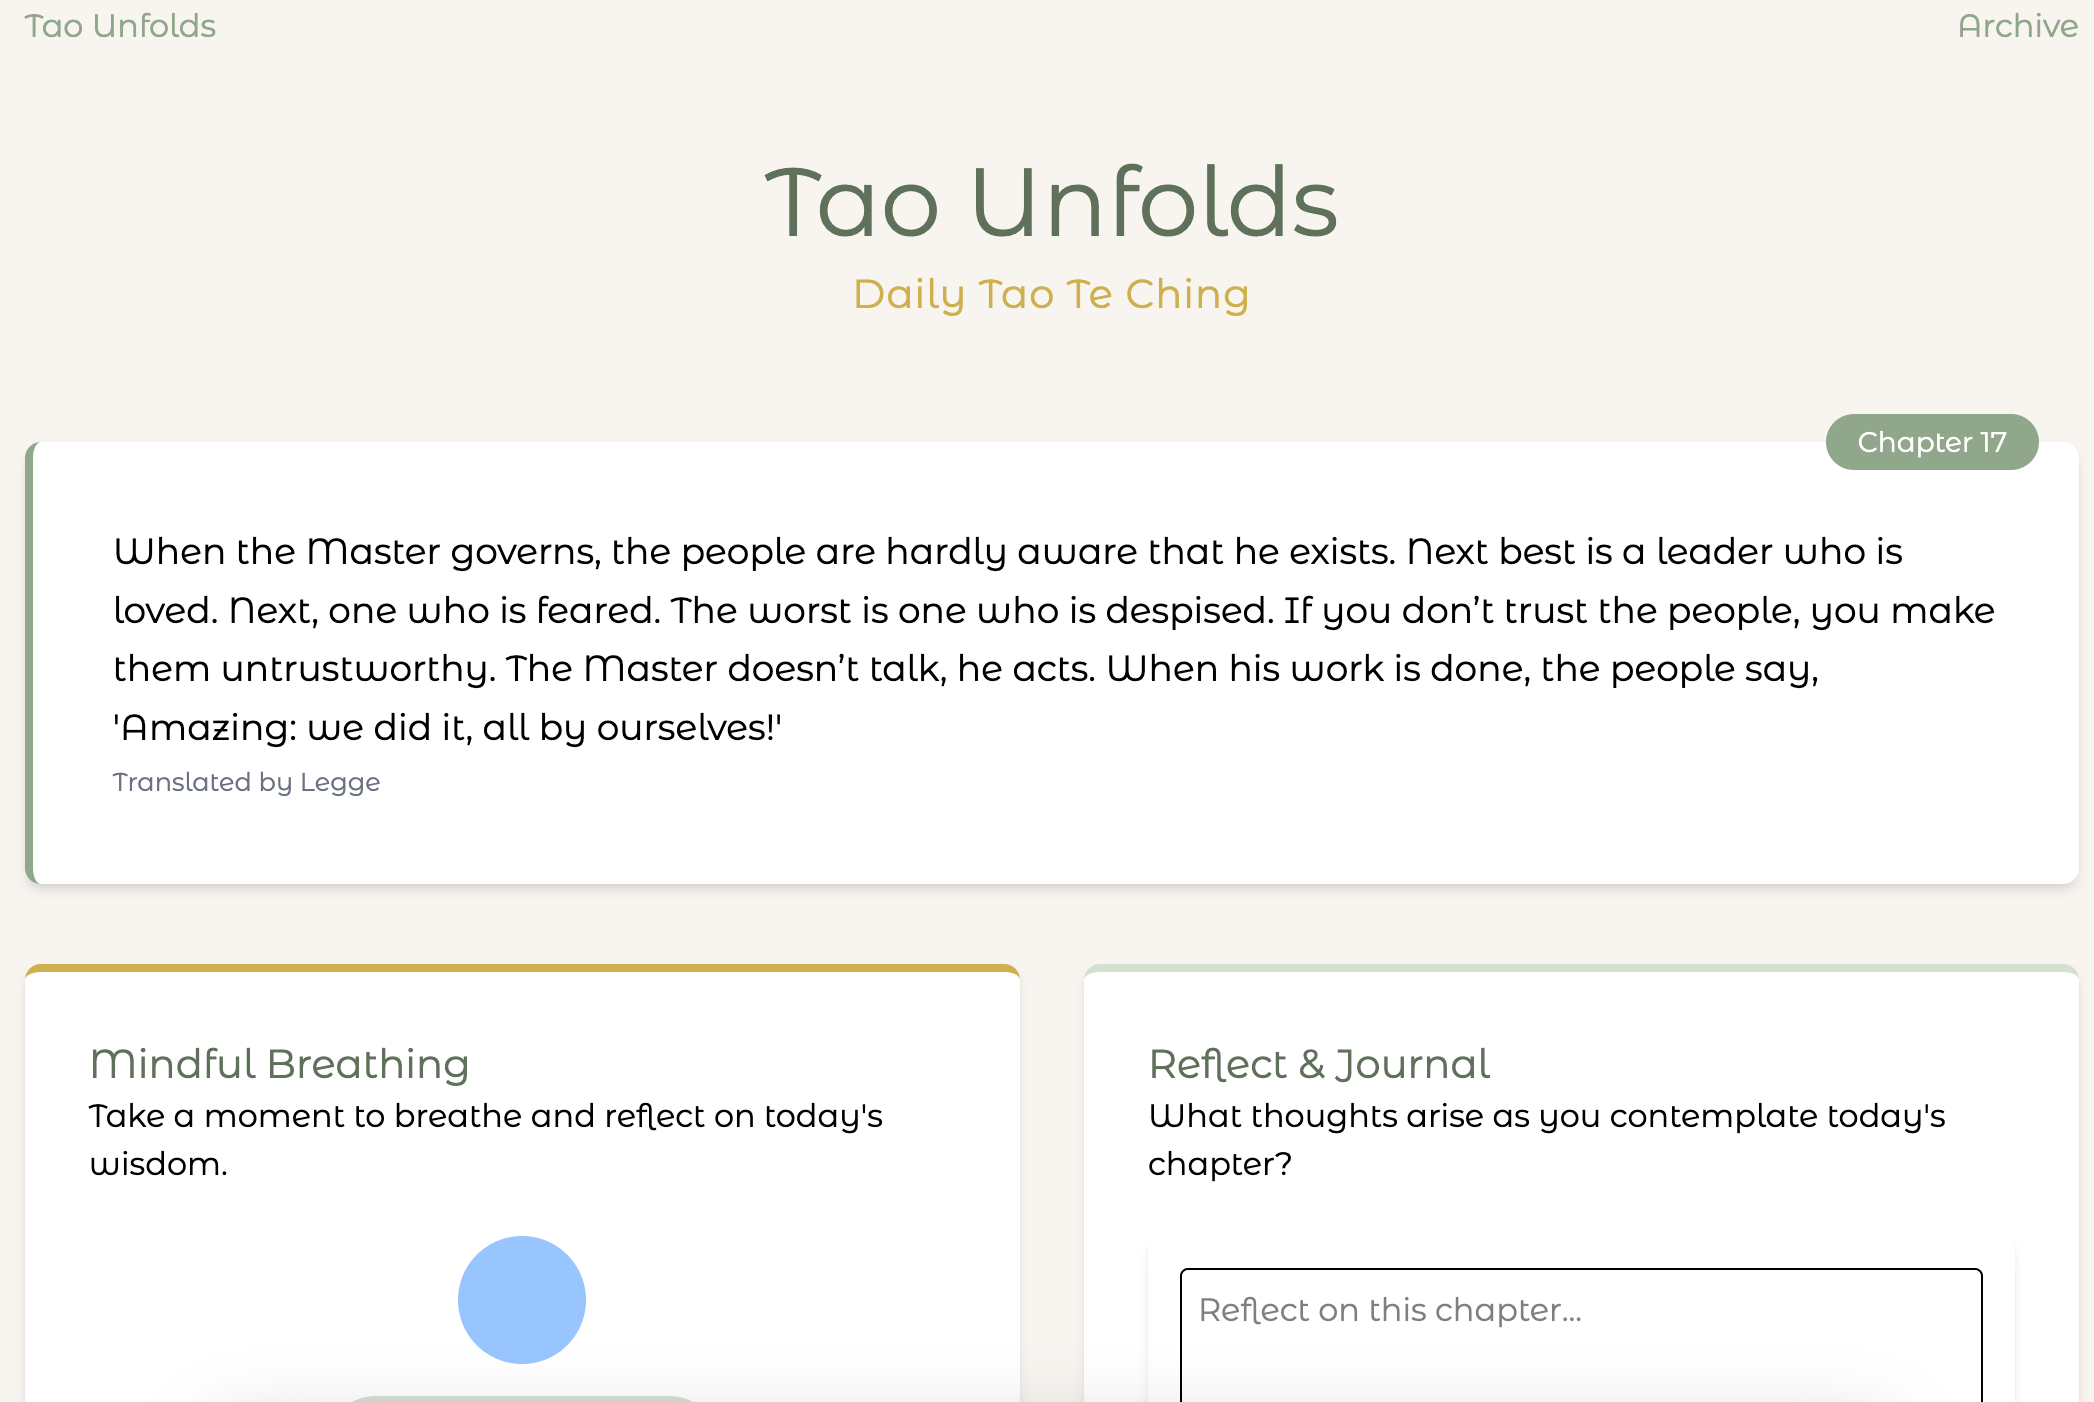 Tao Unfolds
Archive
Tao Unfolds
Daily Tao Te Ching
Chapter 17
When the Master governs, the people are hardly aware that he exists. Next best is a leader who is
loved. Next, one who is feared. The worst is one who is despised. If you don’t trust the people, you make
them untrustworthy. The Master doesn’t talk, he acts. When his work is done, the people say,
'Amazing: we did it, all by ourselves!'
Translated by Legge
Mindful Breathing
Take a moment to breathe and reflect on today's
wisdom.
Reflect & Journal
What thoughts arise as you contemplate today's
chapter?
Reflect on this chapter...